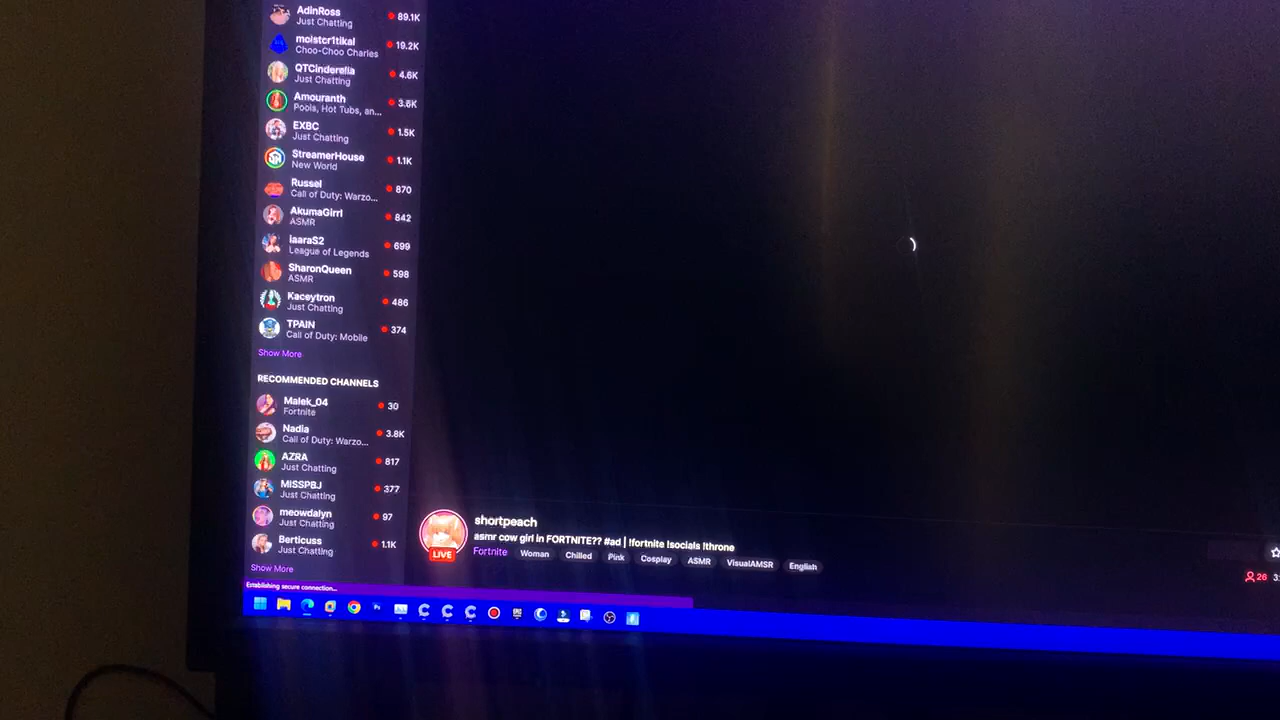 AdinRoss
Just Chatting
89.1K
moistcr1tikal
Choo-Choo Charles
19.2K
QTCinderella
Just Chatting
4.6K
Amouranth
Pools, Hot Tubs, an...
3.6K
EXBC
Just Chatting
1.5K
StreamerHouse
New World
1.1K
Russel
Call of Duty: Warzo...
870
AkumaGirrl
ASMR
842
iaaraS2
League of Legends
699
SharonQueen
ASMR
598
Kaceytron
Just Chatting
486
TPAIN
Call of Duty: Mobile
374
Show More
RECOMMENDED CHANNELS
Malek_04
Fortnite
30
Nadia
Call of Duty: Warzo...
3.8K
AZRA
Just Chatting
817
MISSPBJ
Just Chatting
377
meowdalyn
Just Chatting
97
Berticuss
Just Chatting
1.1K
Show More
shortpeach
asmr cow girl in FORTNITE?? #ad | !fortnite !socials !throne
Fortnite Woman Chilled Pink Cosplay ASMR VisualAMSR English
LIVE
26
Establishing secure connection...